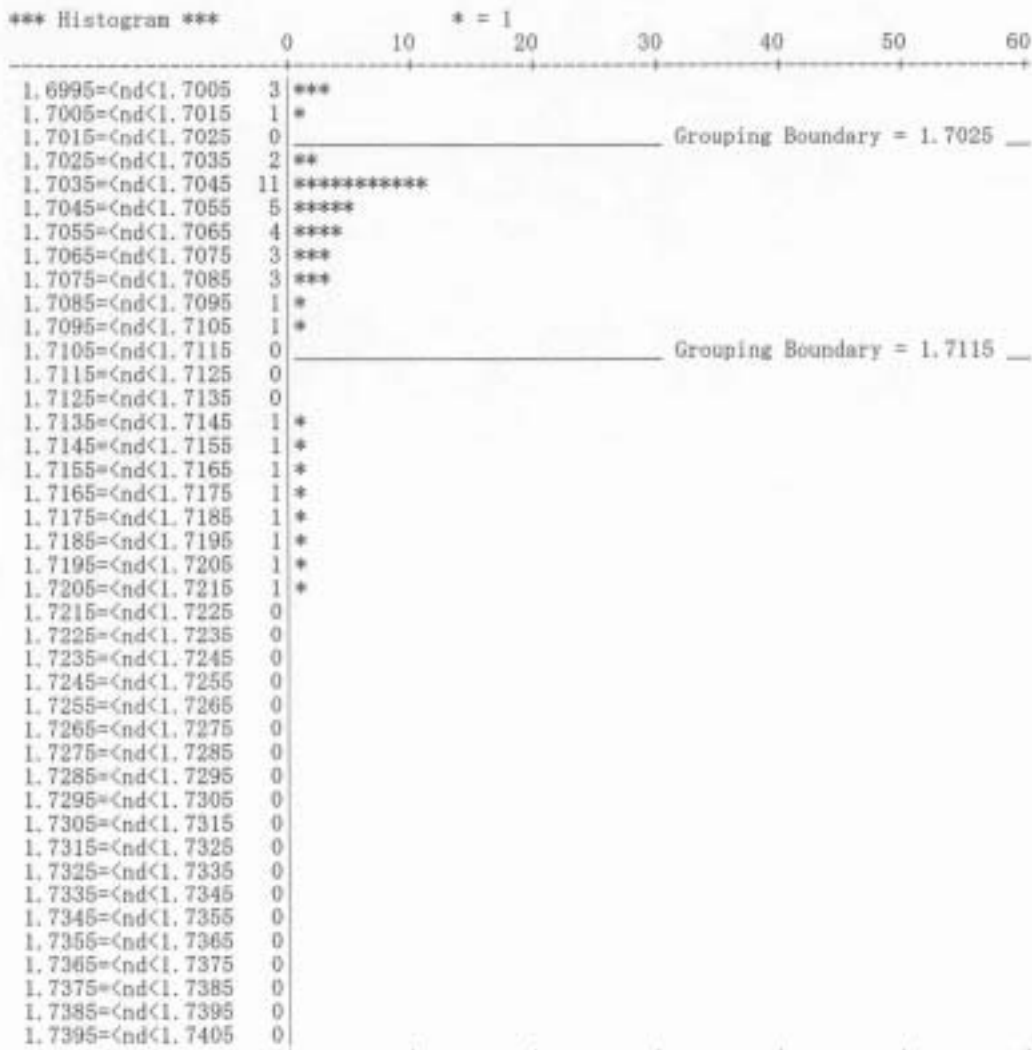 *** Histogram *** * = 1
0 10 20 30 40 50 60
1.6995=<nd<1.7005 3 ***
1.7005=<nd<1.7015 1 *
1.7015=<nd<1.7025 0 Grouping Boundary = 1.7025
1.7025=<nd<1.7035 2 **
1.7035=<nd<1.7045 11 ***********
1.7045=<nd<1.7055 5 *****
1.7055=<nd<1.7065 4 ****
1.7065=<nd<1.7075 3 ***
1.7075=<nd<1.7085 3 ***
1.7085=<nd<1.7095 1 *
1.7095=<nd<1.7105 1 *
1.7105=<nd<1.7115 0 Grouping Boundary = 1.7115
1.7115=<nd<1.7125 0
1.7125=<nd<1.7135 0
1.7135=<nd<1.7145 1 *
1.7145=<nd<1.7155 1 *
1.7155=<nd<1.7165 1 *
1.7165=<nd<1.7175 1 *
1.7175=<nd<1.7185 1 *
1.7185=<nd<1.7195 1 *
1.7195=<nd<1.7205 1 *
1.7205=<nd<1.7215 1 *
1.7215=<nd<1.7225 0
1.7225=<nd<1.7235 0
1.7235=<nd<1.7245 0
1.7245=<nd<1.7255 0
1.7255=<nd<1.7265 0
1.7265=<nd<1.7275 0
1.7275=<nd<1.7285 0
1.7285=<nd<1.7295 0
1.7295=<nd<1.7305 0
1.7305=<nd<1.7315 0
1.7315=<nd<1.7325 0
1.7325=<nd<1.7335 0
1.7335=<nd<1.7345 0
1.7345=<nd<1.7355 0
1.7355=<nd<1.7365 0
1.7365=<nd<1.7375 0
1.7375=<nd<1.7385 0
1.7385=<nd<1.7395 0
1.7395=<nd<1.7405 0